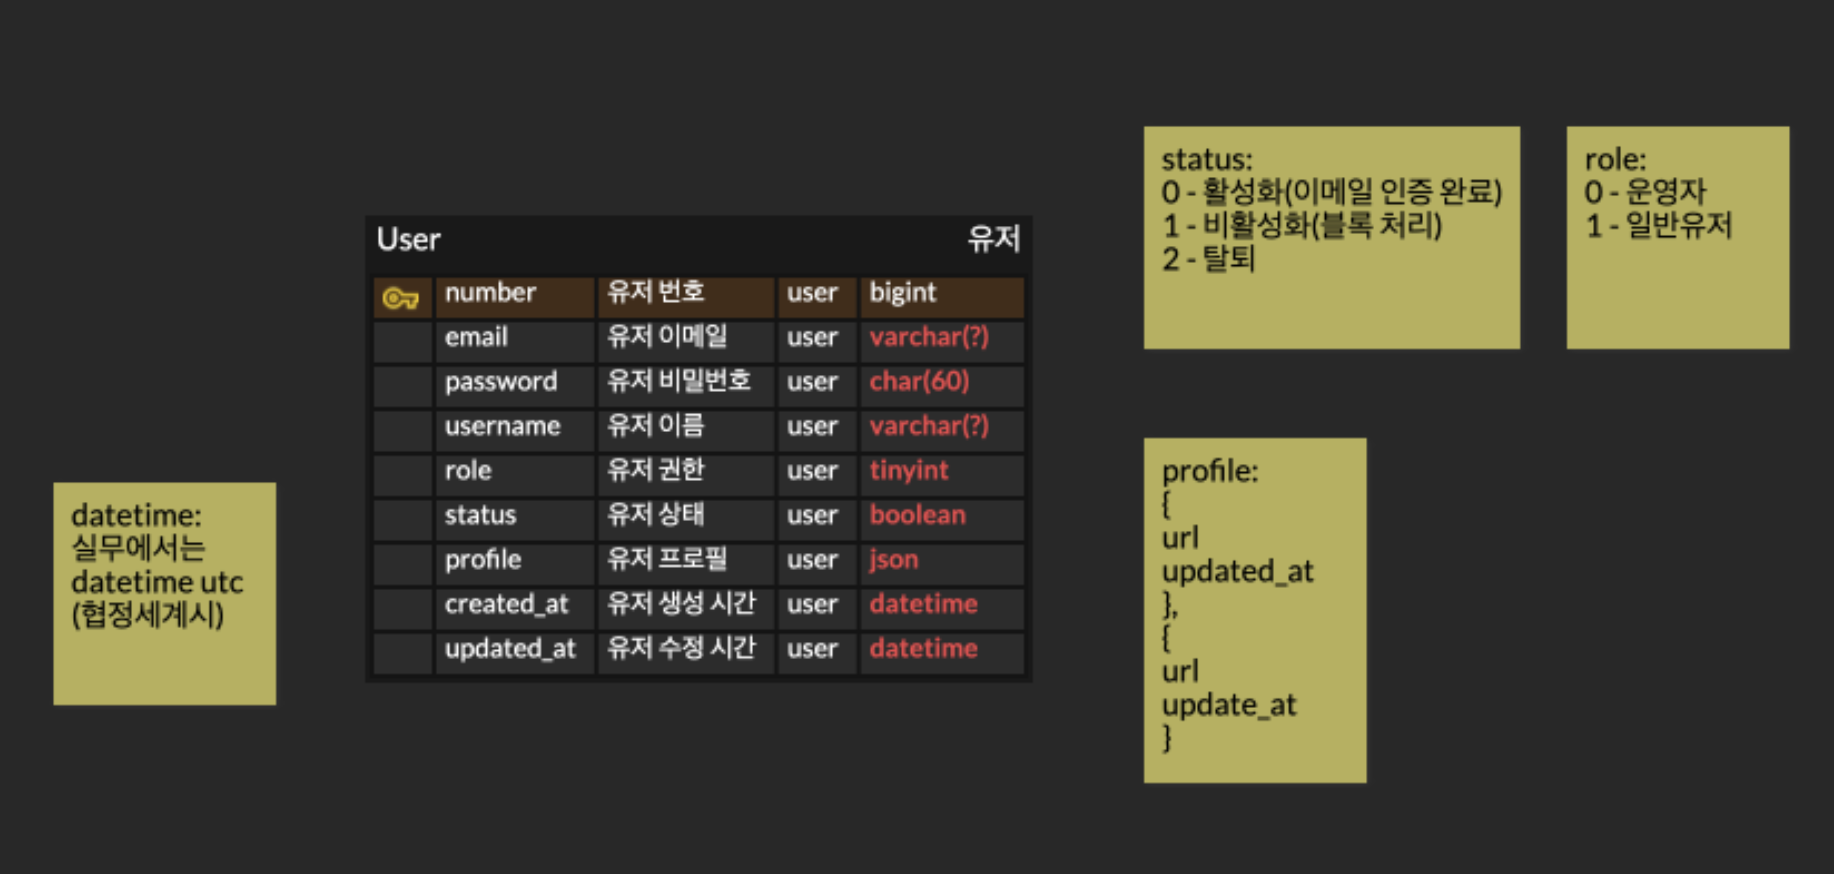 status:
0 - 활성화(이메일 인증 완료)
1 - 비활성화(블록 처리)
2 - 탈퇴
role:
0 - 운영자
1 - 일반유저
User 유저
number 유저 번호 user bigint
email 유저 이메일 user varchar(?)
password 유저 비밀번호 user char(60)
username 유저 이름 user varchar(?)
role 유저 권한 user tinyint
status 유저 상태 user boolean
profile 유저 프로필 user json
created_at 유저 생성 시간 user datetime
updated_at 유저 수정 시간 user datetime
datetime:
실무에서는
datetime utc
(협정세계시)
profile:
{
url
updated_at
},
{
url
update_at
}